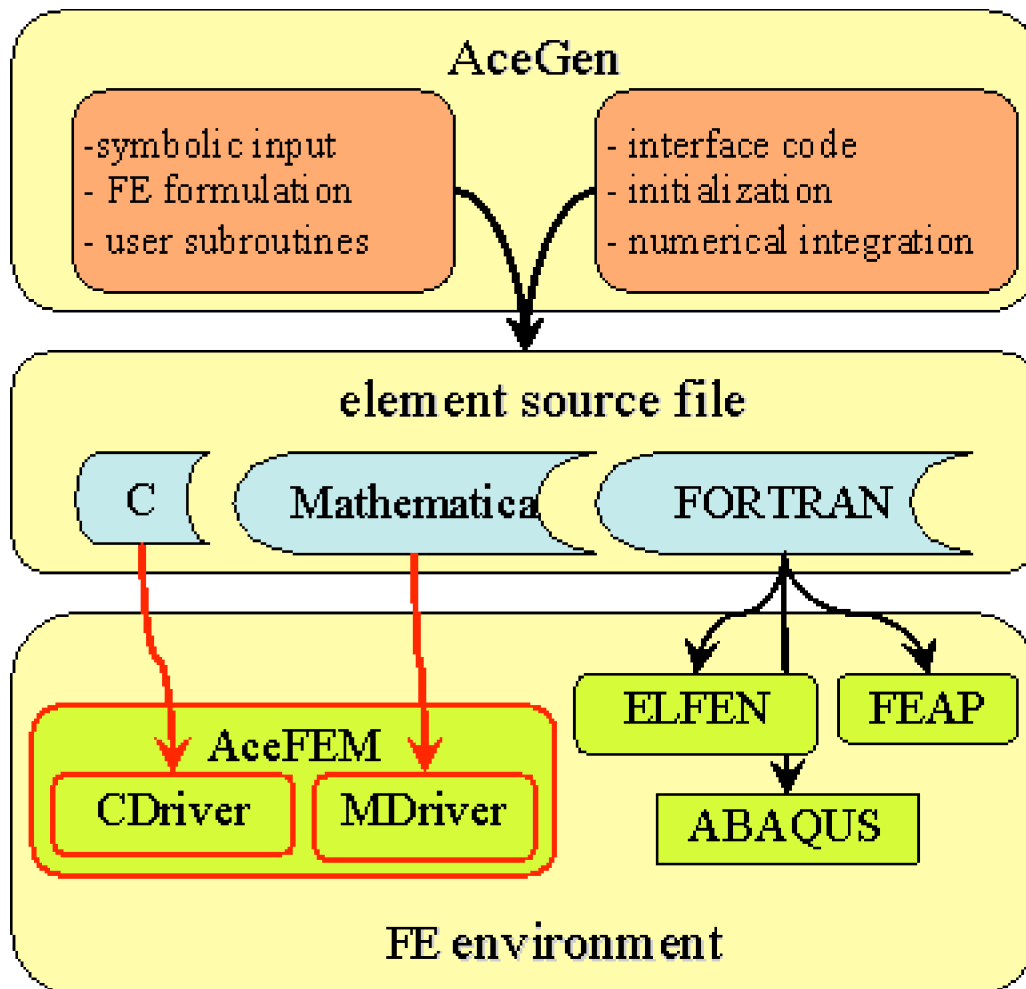 AceGen
-symbolic input
- FE formulation
- user subroutines
- interface code
- initialization
- numerical integration
element source file
C
Mathematica
FORTRAN
ELFEN
FEAP
AceFEM
CDriver
MDriver
ABAQUS
FE environment